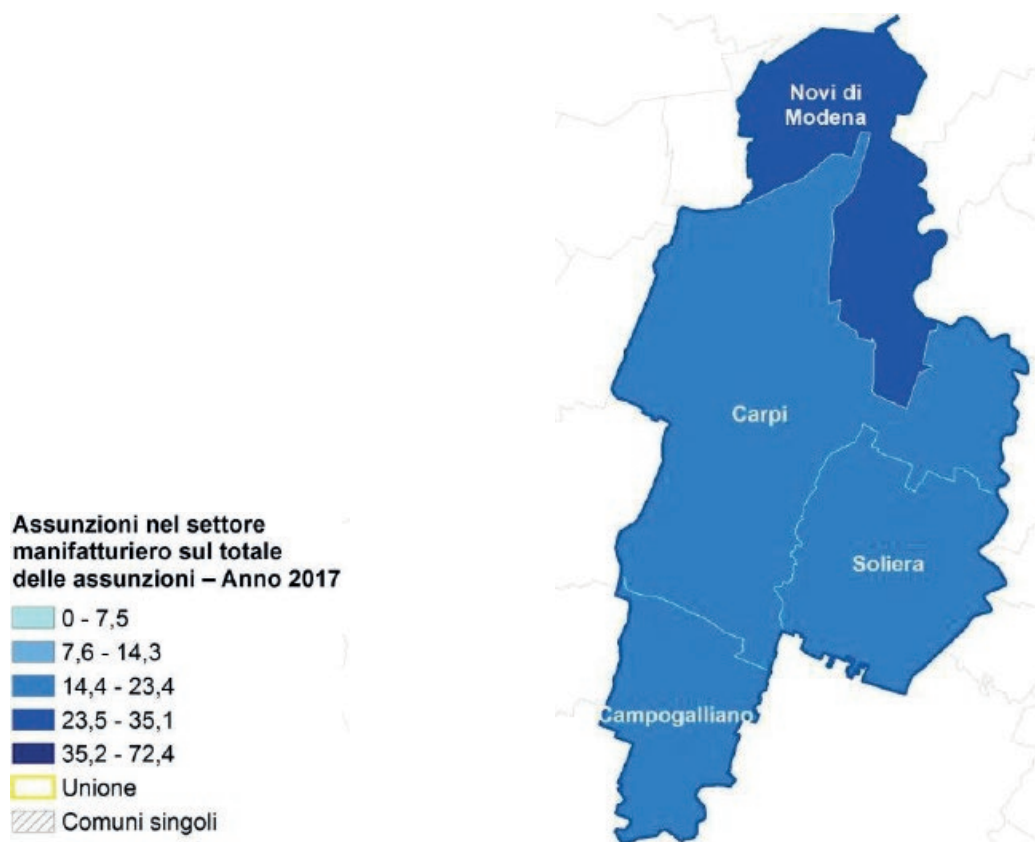 Novi di
Modena
Carpi
Soliera
Campogalliano
Assunzioni nel settore
manifatturiero sul totale
delle assunzioni – Anno 2017
0 - 7,5
7,6 - 14,3
14,4 - 23,4
23,5 - 35,1
35,2 - 72,4
Unione
Comuni singoli